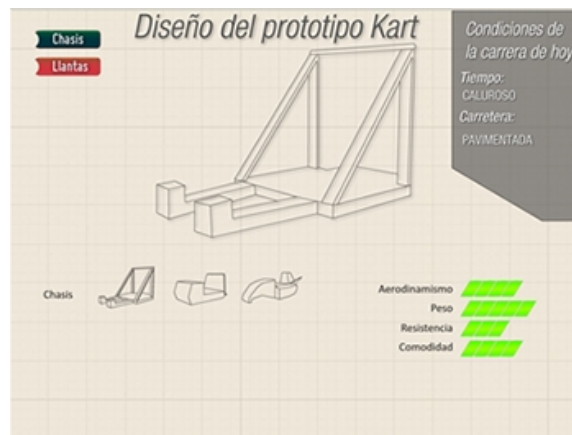 Diseño del prototipo Kart
Chasis
Llantas
Condiciones de
la carrera de hoy
Tiempo:
CALUROSO
Carretera:
PAVIMENTADA
Chasis
Aerodinamismo
Peso
Resistencia
Comodidad